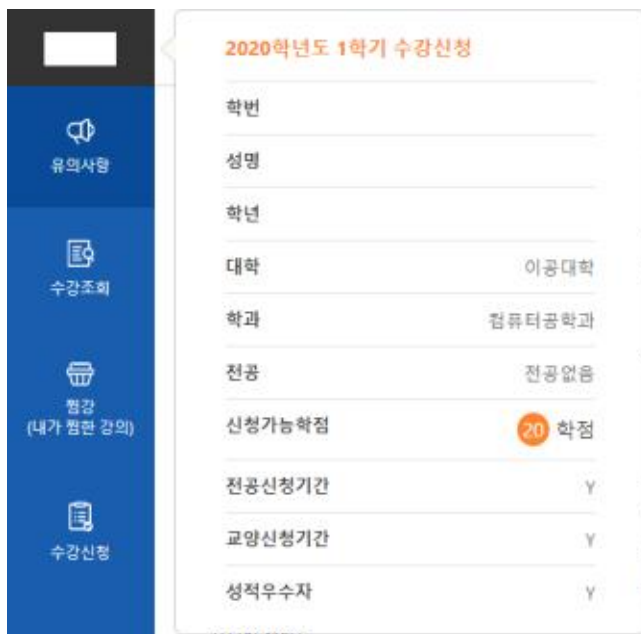 2020학년도 1학기 수강신청
유의사항
수강조회
찜강
(내가 찜한 강의)
수강신청
학번
성명
학년
대학 이공대학
학과 컴퓨터공학과
전공 전공없음
신청가능학점 20 학점
전공신청기간 Y
교양신청기간 Y
성적우수자 Y